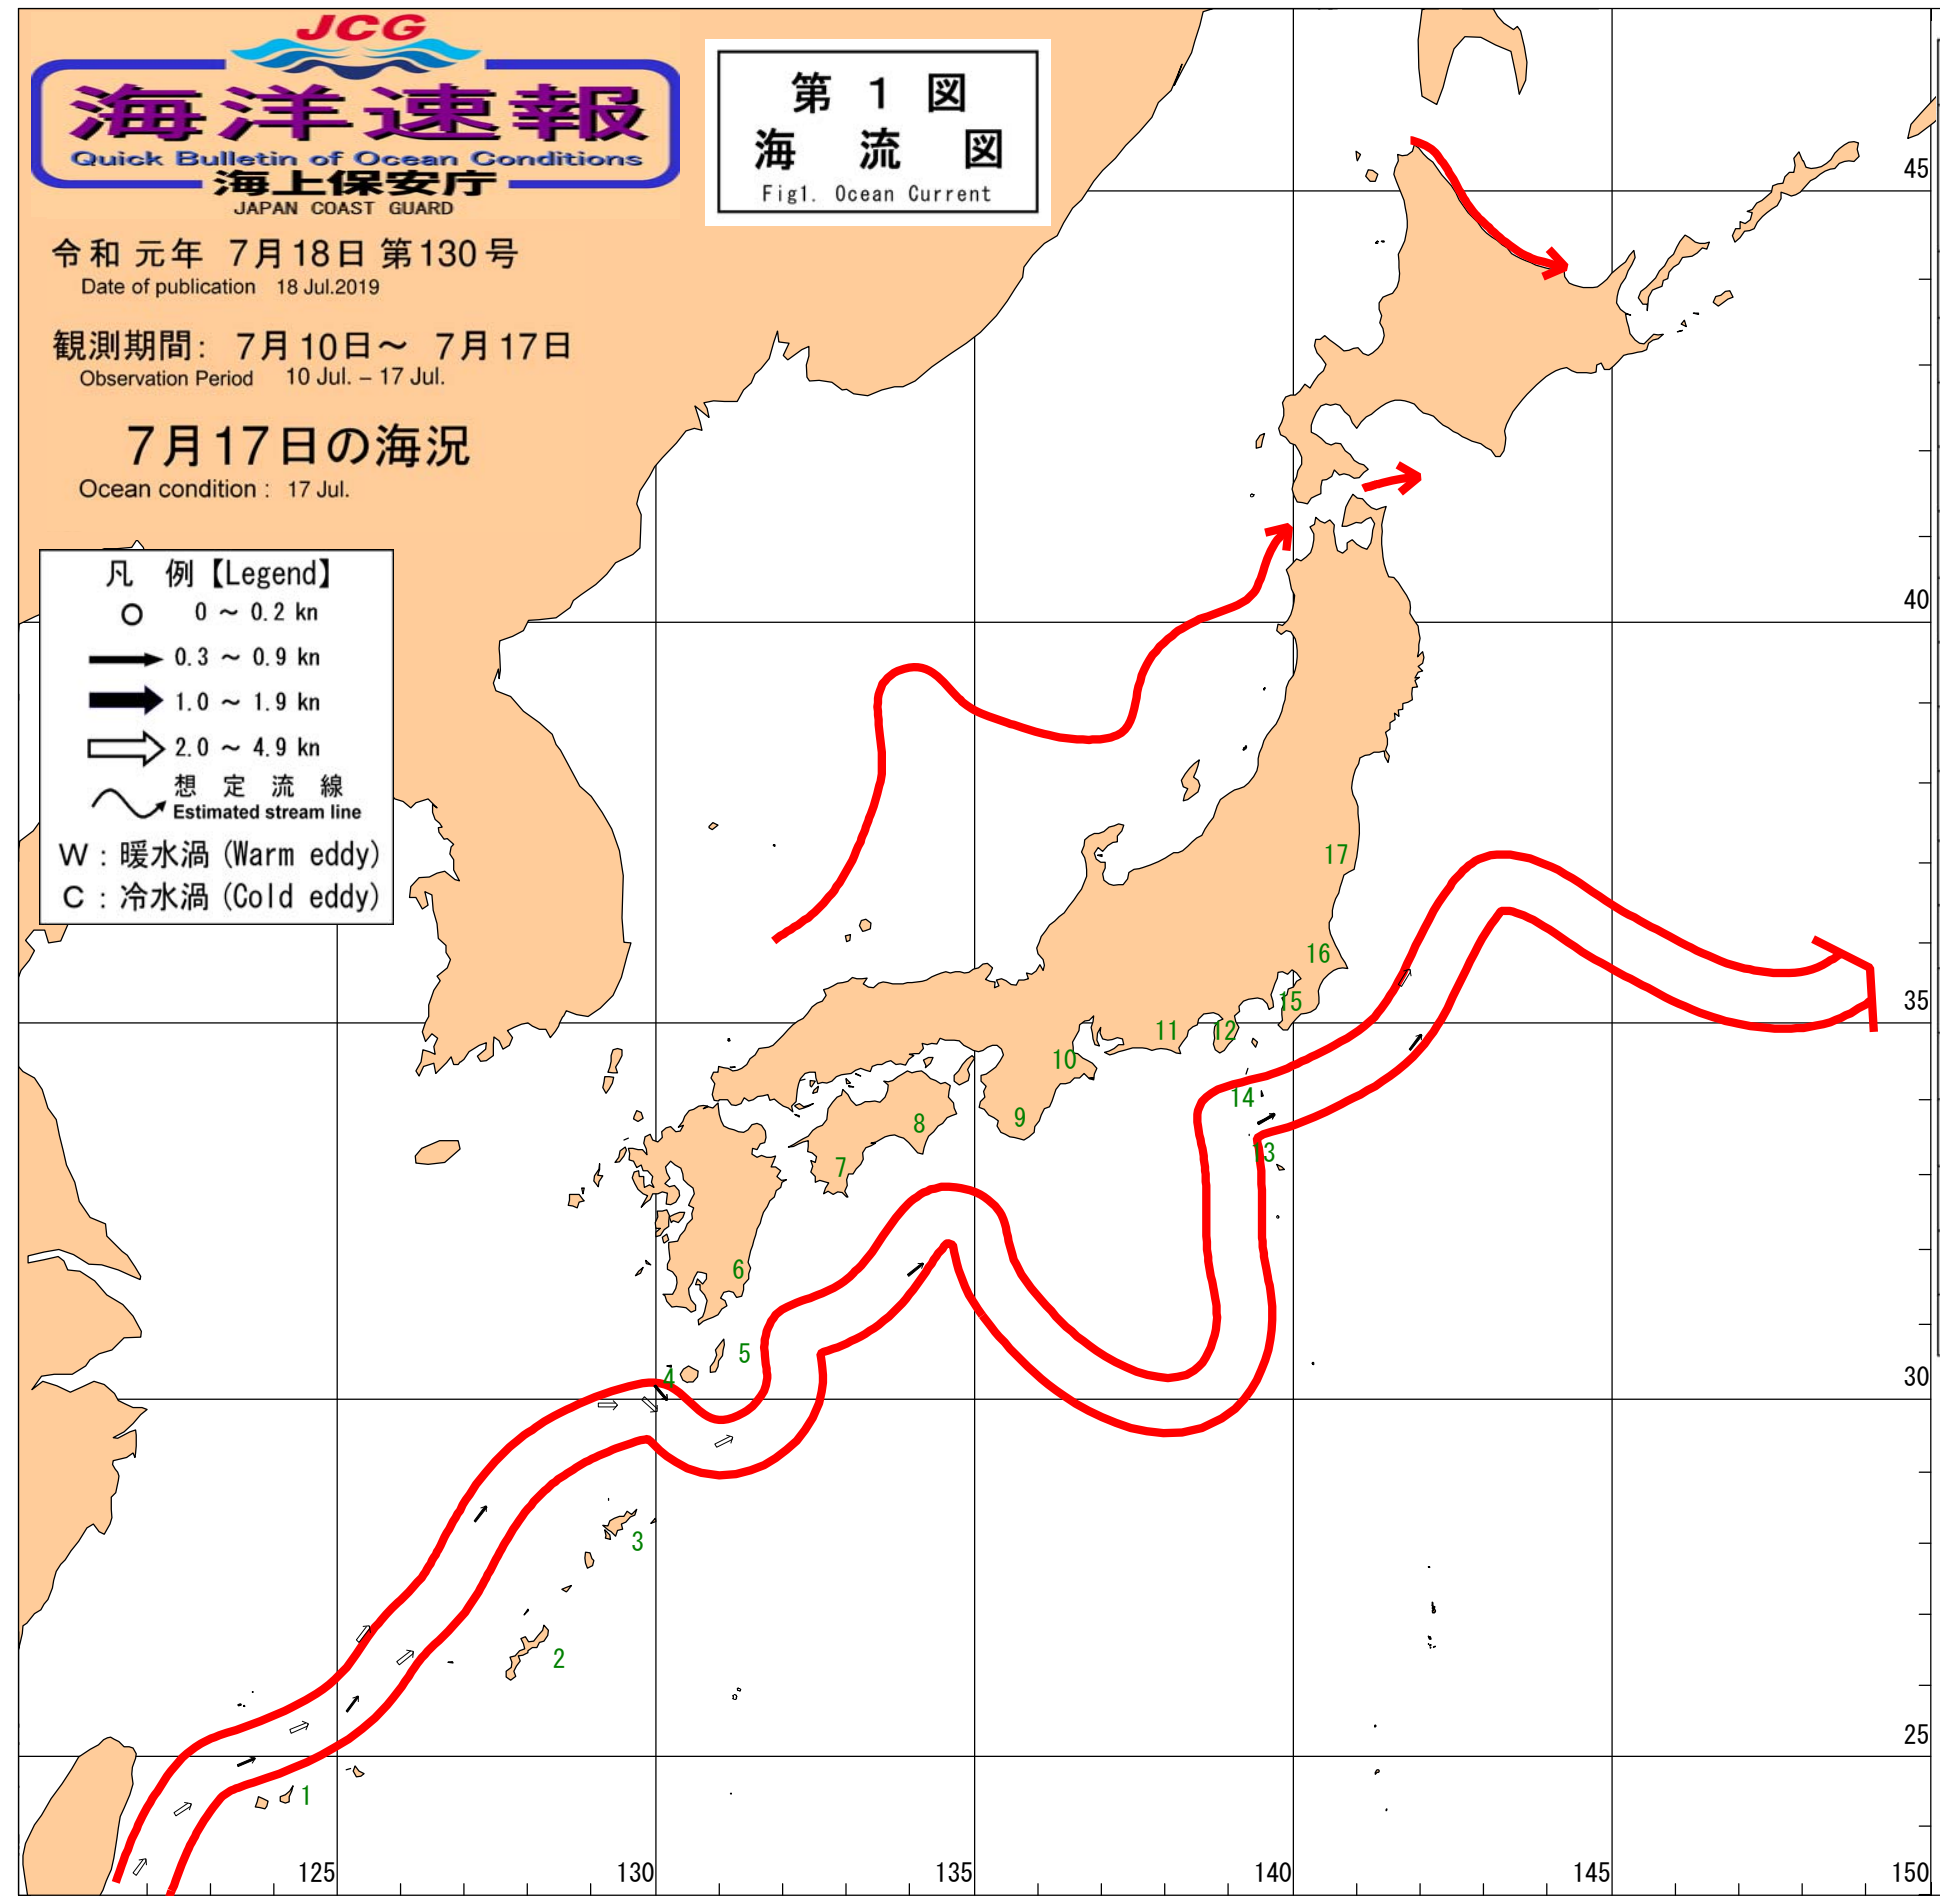 JCG
海洋速報
Quick Bulletin of Ocean Conditions
海上保安庁
JAPAN COAST GUARD
第 1 図
海 流 図
Fig1. Ocean Current
令和 元年 7月18日 第130号
Date of publication 18 Jul.2019
観測期間: 7月10日～ 7月17日
Observation Period 10 Jul. – 17 Jul.
7月17日の海況
Ocean condition : 17 Jul.
凡 例【Legend】
0 ～ 0.2 kn
0.3 ～ 0.9 kn
1.0 ～ 1.9 kn
2.0 ～ 4.9 kn
想 定 流 線
Estimated stream line
W : 暖水渦 (Warm eddy)
C : 冷水渦 (Cold eddy)
45
40
17
16
35
15
12
11
10
14
9
8
13
7
6
5
30
4
3
2
25
1
125
130
135
140
145
150